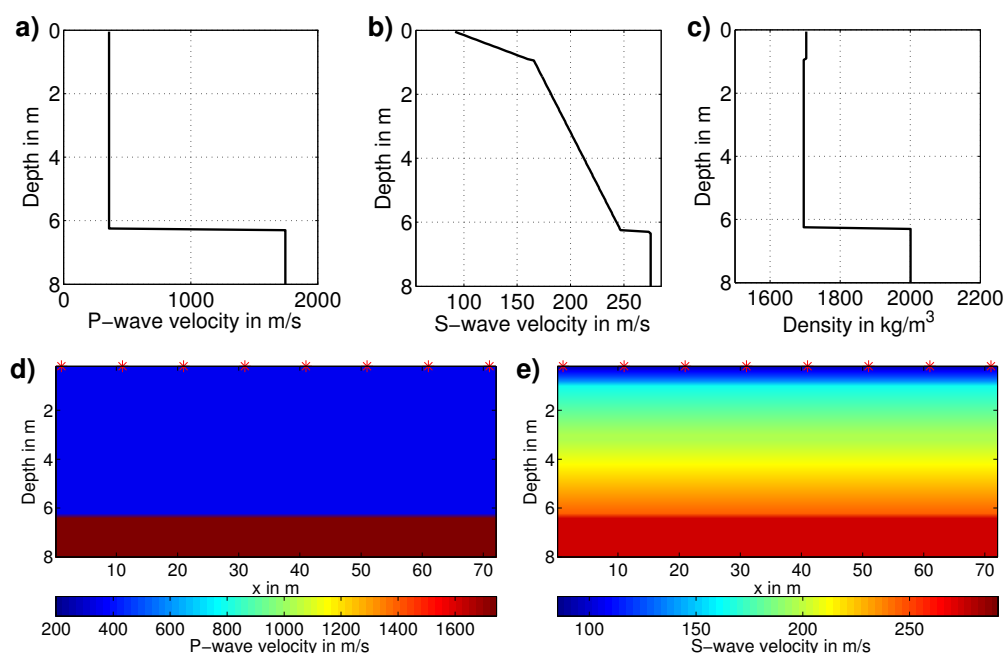 a)
0
2
4
6
8
Depth in m
0 1000 2000
P-wave velocity in m/s
b)
0
2
4
6
8
Depth in m
100 150 200 250
S-wave velocity in m/s
c)
0
2
4
6
8
Depth in m
1600 1800 2000 2200
Density in kg/m³
d)
2
4
6
8
Depth in m
10 20 30 40 50 60 70
x in m
200 400 600 800 1000 1200 1400 1600
P-wave velocity in m/s
e)
2
4
6
8
Depth in m
10 20 30 40 50 60 70
x in m
100 150 200 250
S-wave velocity in m/s